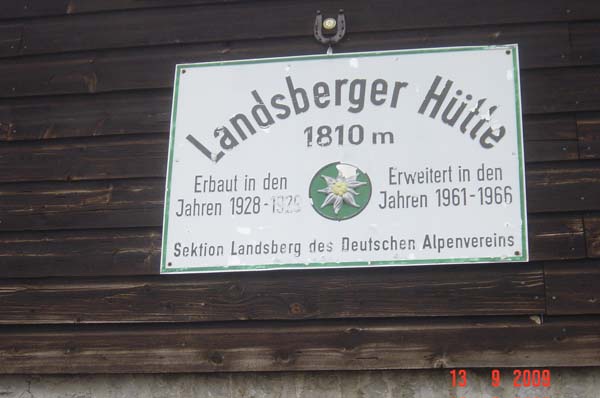 Landsberger Hütte
1810 m
Erbaut in den
Jahren 1928-
Erweitert in den
Jahren 1961-1966
Sektion Landsberg des Deutschen Alpenvereins
13 9 2008